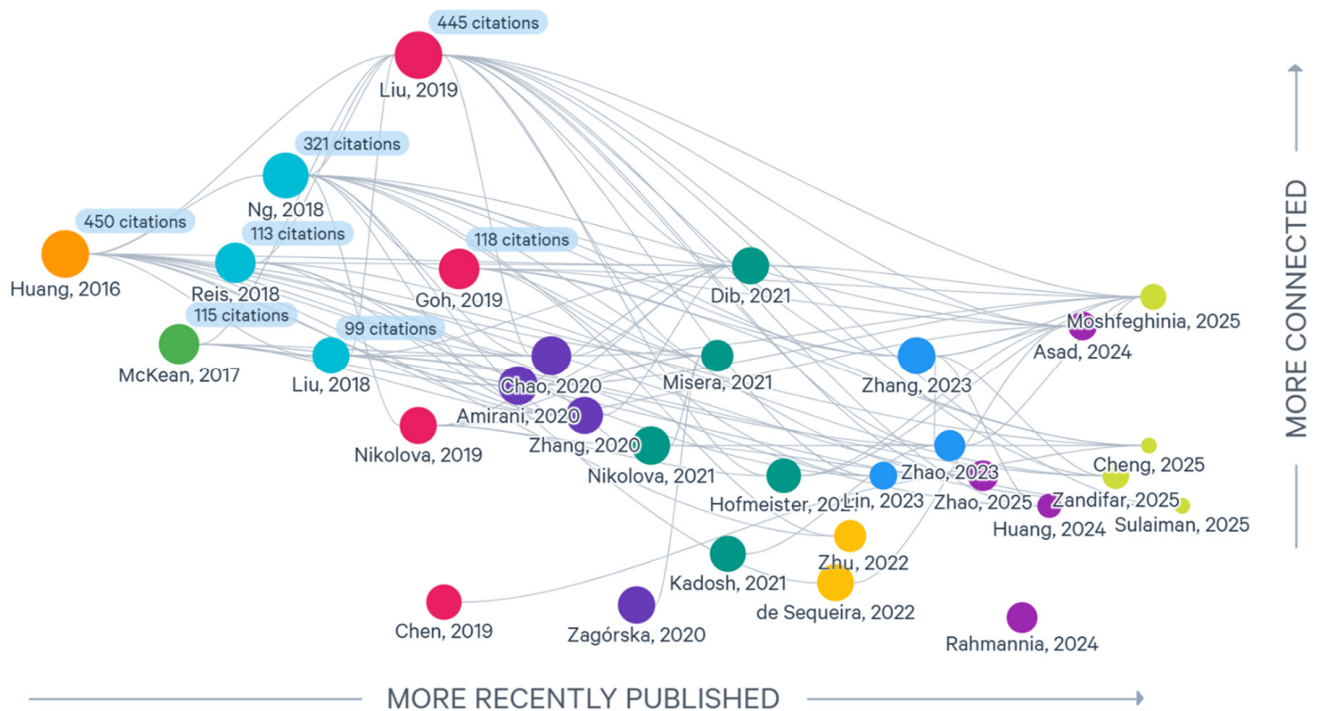 445 citations
Liu, 2019
321 citations
Ng, 2018
450 citations
Huang, 2016
113 citations
Reis, 2018
118 citations
Goh, 2019
Dib, 2021
Moshfeghinia, 2025
115 citations
McKean, 2017
99 citations
Liu, 2018
Chao, 2020
Misera, 2021
Zhang, 2023
Asad, 2024
Amirani, 2020
Zhang, 2020
Nikolova, 2019
Nikolova, 2021
Hofmeister, 2021
Lin, 2023
Zhao, 2023
Zhao, 2025
Cheng, 2025
Zandifar, 2025
Huang, 2024
Sulaiman, 2025
Zhu, 2022
Kadosh, 2021
de Sequeira, 2022
Chen, 2019
Zagórska, 2020
Rahmannia, 2024
MORE CONNECTED
MORE RECENTLY PUBLISHED